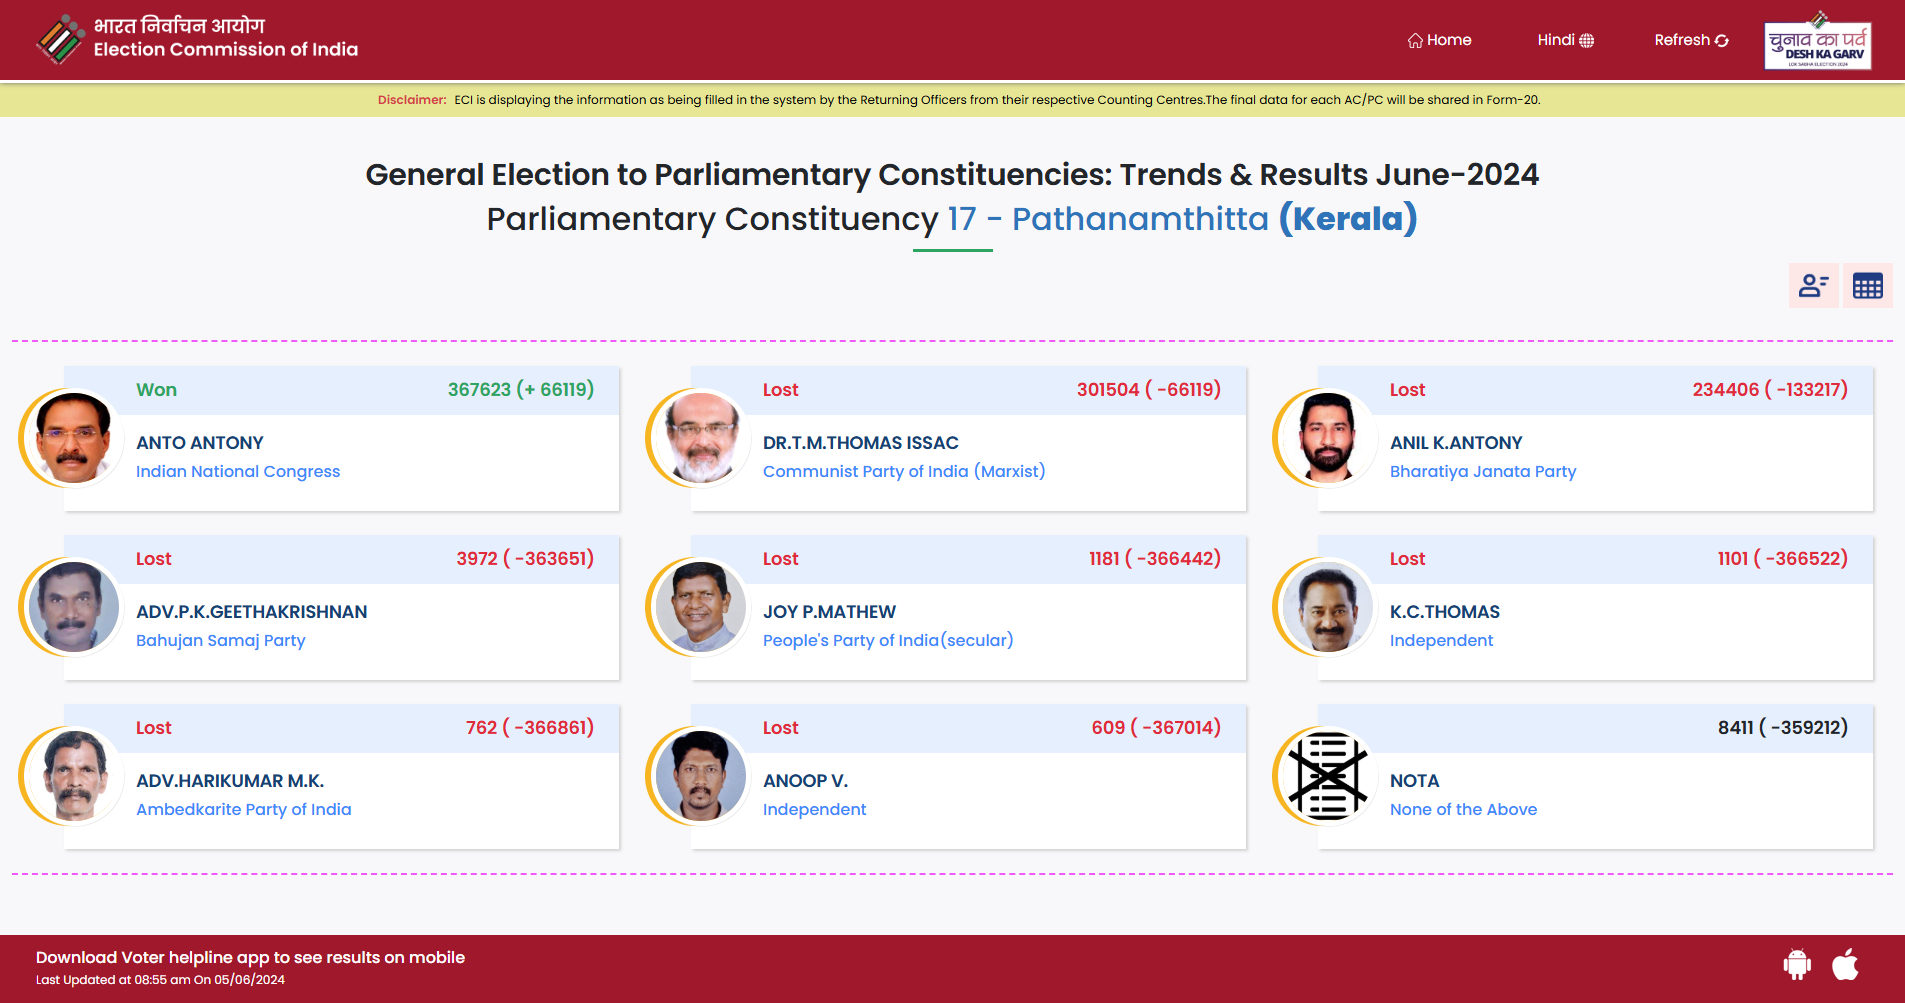 भारत निर्वाचन आयोग
Election Commission of India
Home
Hindi
Refresh
चुनाव का पर्व
DESH KA GARV
LOK SABHA ELECTION 2024
Disclaimer: ECI is displaying the information as being filled in the system by the Returning Officers from their respective Counting Centres.The final data for each AC/PC will be shared in Form-20.
General Election to Parliamentary Constituencies: Trends & Results June-2024
Parliamentary Constituency 17 - Pathanamthitta (Kerala)
Won 367623 (+ 66119)
ANTO ANTONY
Indian National Congress
Lost 301504 ( -66119)
DR.T.M.THOMAS ISSAC
Communist Party of India (Marxist)
Lost 234406 ( -133217)
ANIL K.ANTONY
Bharatiya Janata Party
Lost 3972 ( -363651)
ADV.P.K.GEETHAKRISHNAN
Bahujan Samaj Party
Lost 1181 ( -366442)
JOY P.MATHEW
People's Party of India(secular)
Lost 1101 ( -366522)
K.C.THOMAS
Independent
Lost 762 ( -366861)
ADV.HARIKUMAR M.K.
Ambedkarite Party of India
Lost 609 ( -367014)
ANOOP V.
Independent
8411 ( -359212)
NOTA
None of the Above
Download Voter helpline app to see results on mobile
Last Updated at 08:55 am On 05/06/2024